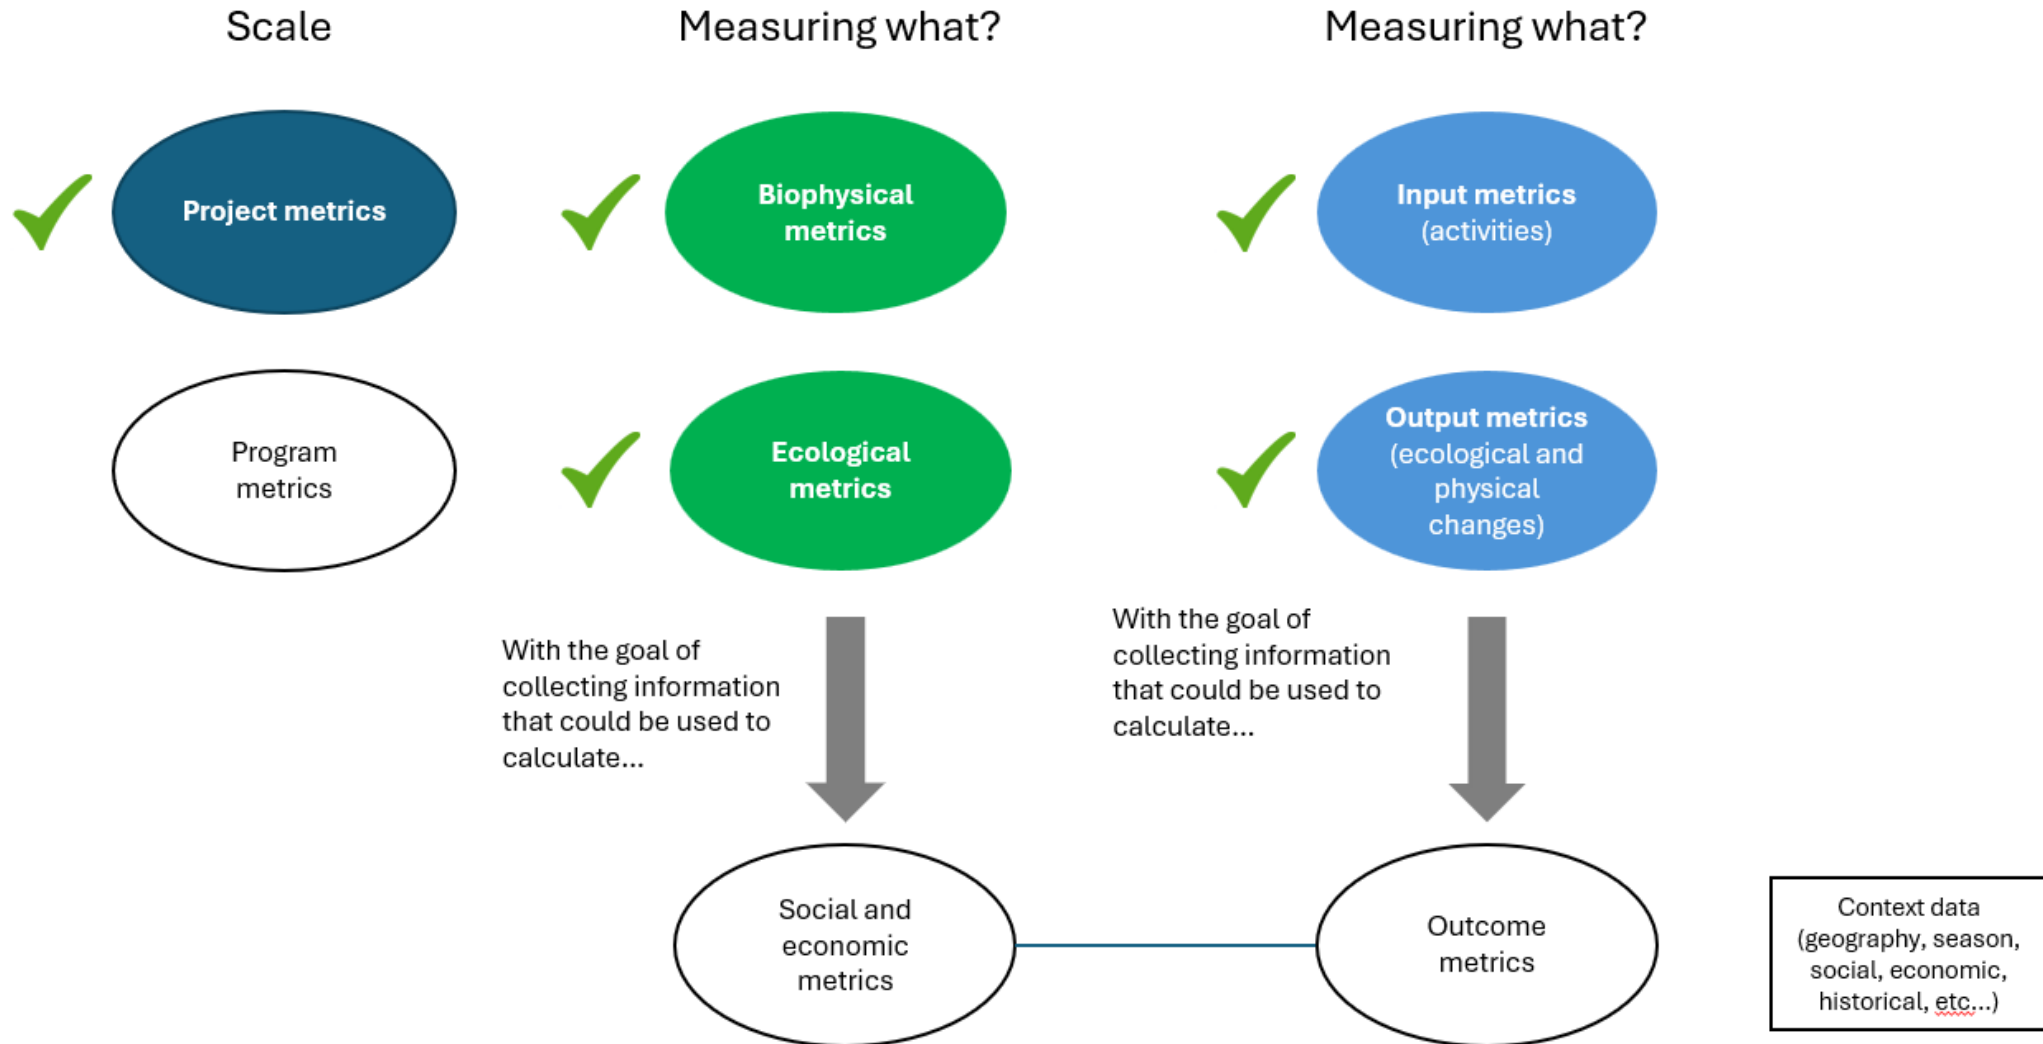 Scale
Measuring what?
Measuring what?
Project metrics
Biophysical
metrics
Input metrics
(activities)
Program
metrics
Ecological
metrics
Output metrics
(ecological and
physical
changes)
With the goal of
collecting information
that could be used to
calculate...
With the goal of
collecting information
that could be used to
calculate...
Social and
economic
metrics
Outcome
metrics
Context data
(geography, season,
social, economic,
historical, etc...)